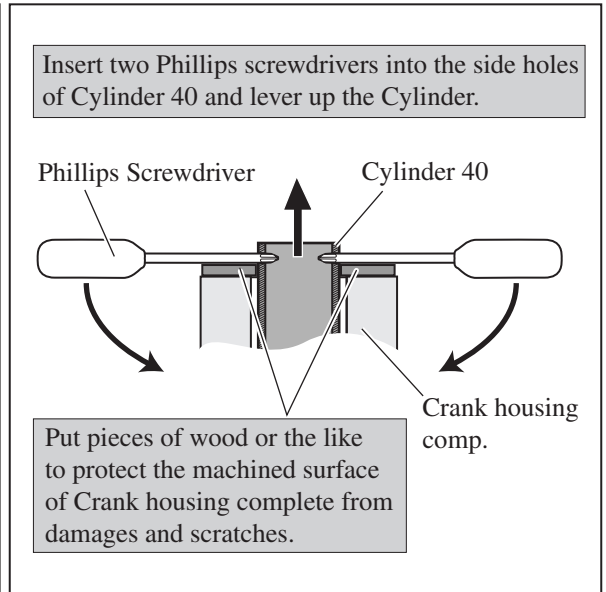 Insert two Phillips screwdrivers into the side holes
of Cylinder 40 and lever up the Cylinder.
Phillips Screwdriver
Cylinder 40
Crank housing
comp.
Put pieces of wood or the like
to protect the machined surface
of Crank housing complete from
damages and scratches.